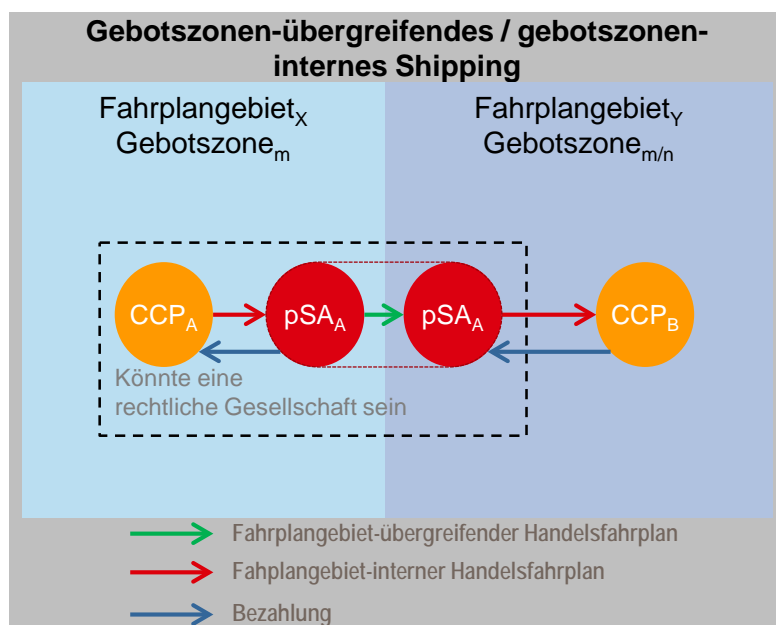 Gebotszonen-übergreifendes / gebotszonen-
internes Shipping
FahrplangebietX
Gebotszonem
FahrplangebietY
Gebotszonem/n
CCPA
pSAA
pSAA
CCPB
Könnte eine
rechtliche Gesellschaft sein
Fahrplangebiet-übergreifender Handelsfahrplan
Fahplangebiet-interner Handelsfahrplan
Bezahlung